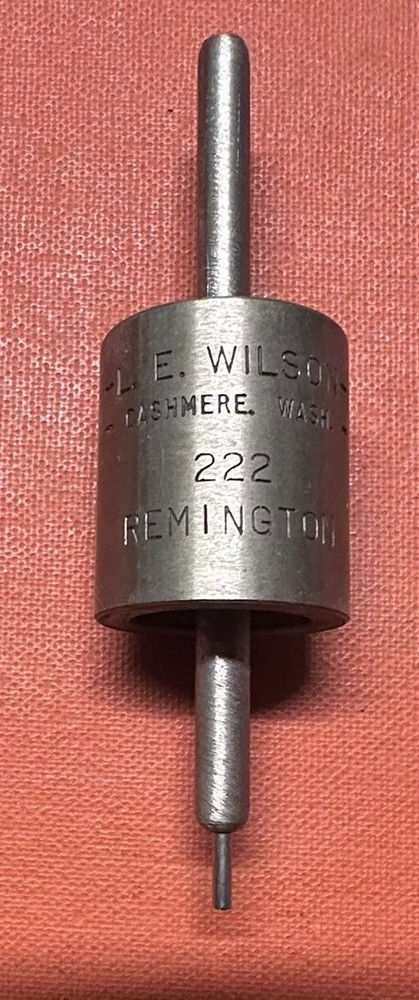 -L. E. WILSON-
- CASHMERE. WASH. -
222
REMINGTON